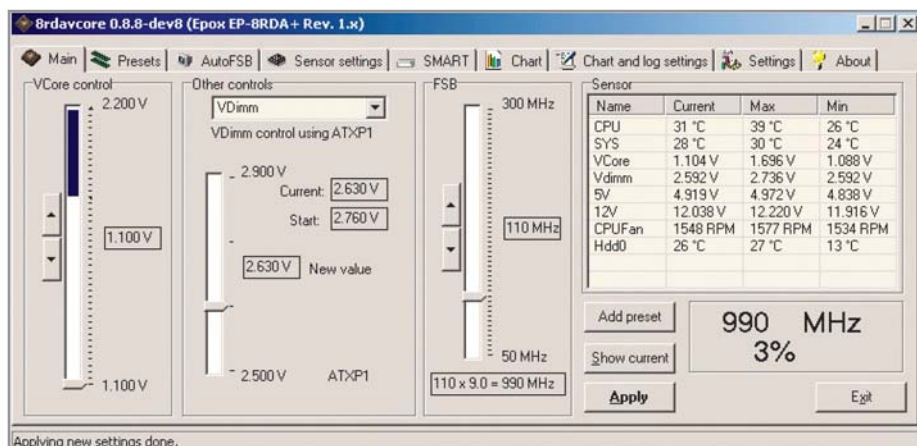 8rdavcore 0.8.8-dev8 (Epox EP-8RDA+ Rev. 1.x)
Main Presets AutoFSB Sensor settings SMART Chart Chart and log settings Settings About
VCore control
2.200 V
1.100 V
1.100 V
Other controls
VDimm
VDimm control using ATXP1
2.900 V
Current: 2.630 V
Start: 2.760 V
2.630 V New value
2.500 V ATXP1
FSB
300 MHz
110 MHz
50 MHz
110 x 9.0 = 990 MHz
Sensor
Name Current Max Min
CPU 31 °C 39 °C 26 °C
SYS 28 °C 30 °C 24 °C
VCore 1.104 V 1.696 V 1.088 V
Vdimm 2.592 V 2.736 V 2.592 V
5V 4.919 V 4.972 V 4.838 V
12V 12.038 V 12.220 V 11.916 V
CPUFan 1548 RPM 1577 RPM 1534 RPM
Hdd0 26 °C 27 °C 13 °C
Add preset
Show current
Apply
990 MHz
3%
Exit
Applying new settings done.